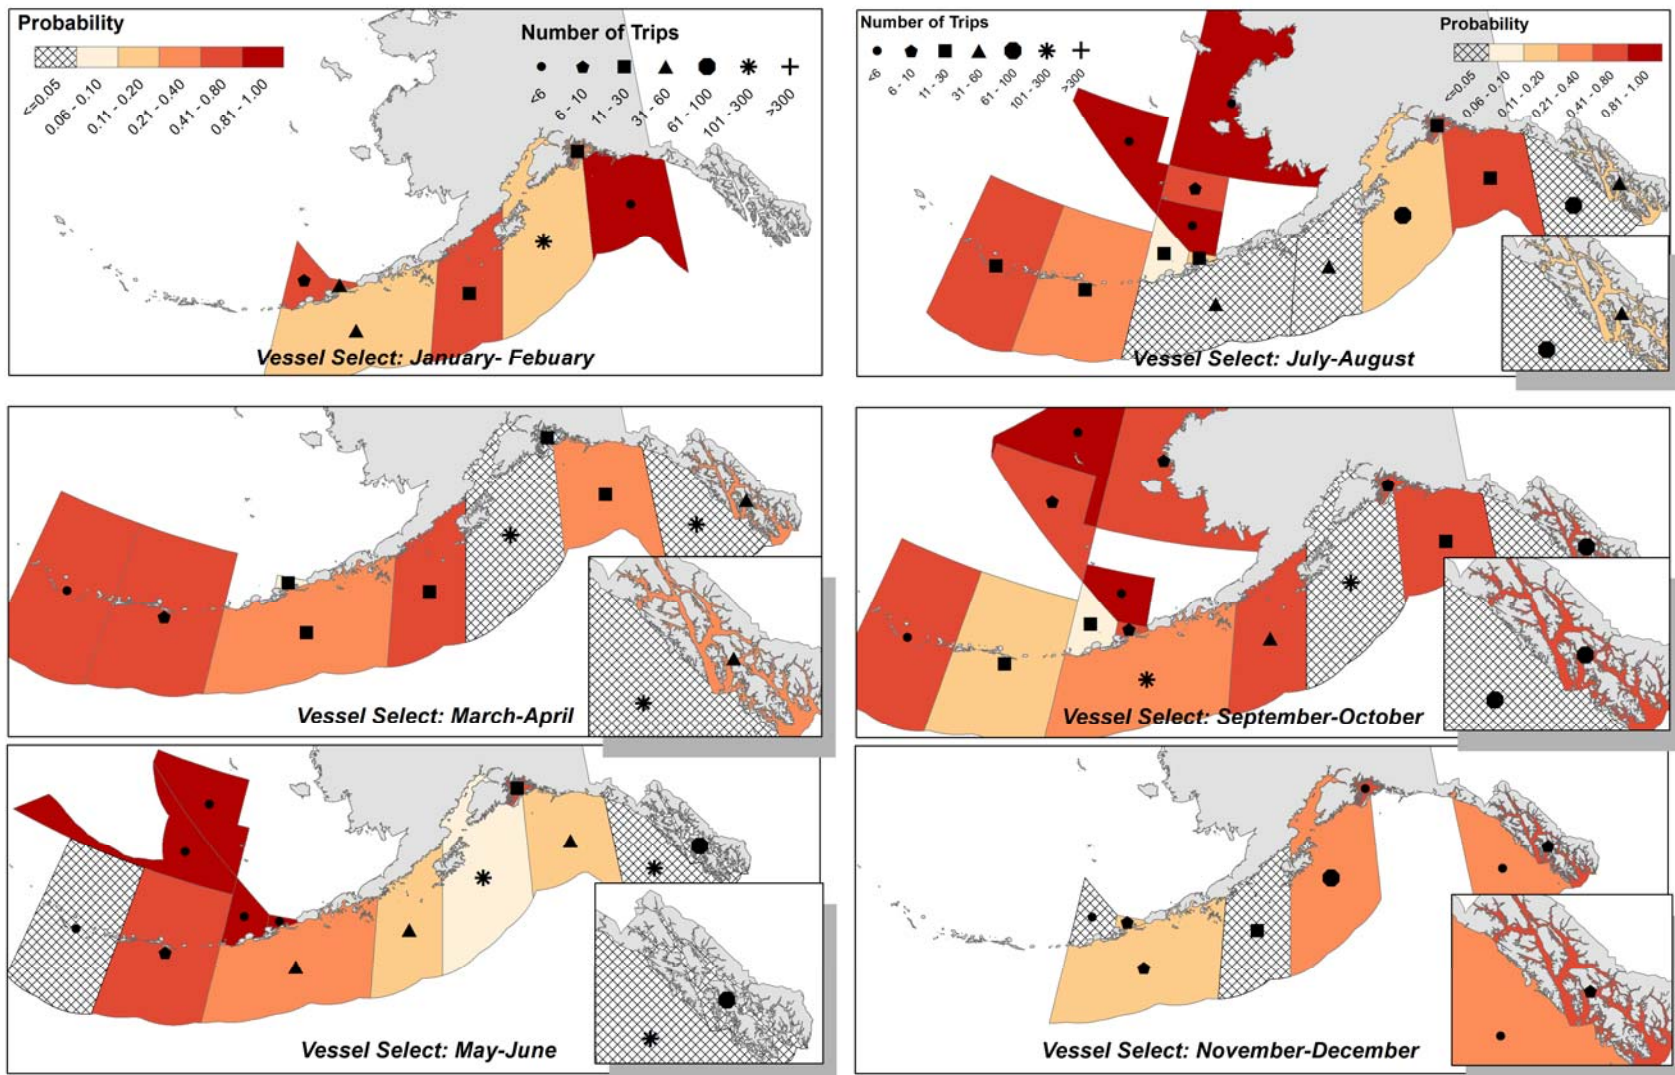 Probability
<=0.05
0.06 - 0.10
0.11 - 0.20
0.21 - 0.40
0.41 - 0.80
0.81 - 1.00
Number of Trips
<6
6 - 10
11 - 30
31 - 60
61 - 100
101 - 300
>300
Vessel Select: January- Febuary
Number of Trips
<6
6 - 10
11 - 30
31 - 60
61 - 100
101 - 300
>300
Probability
<=0.05
0.06 - 0.10
0.11 - 0.20
0.21 - 0.40
0.41 - 0.80
0.81 - 1.00
Vessel Select: July-August
Vessel Select: March-April
Vessel Select: September-October
Vessel Select: May-June
Vessel Select: November-December